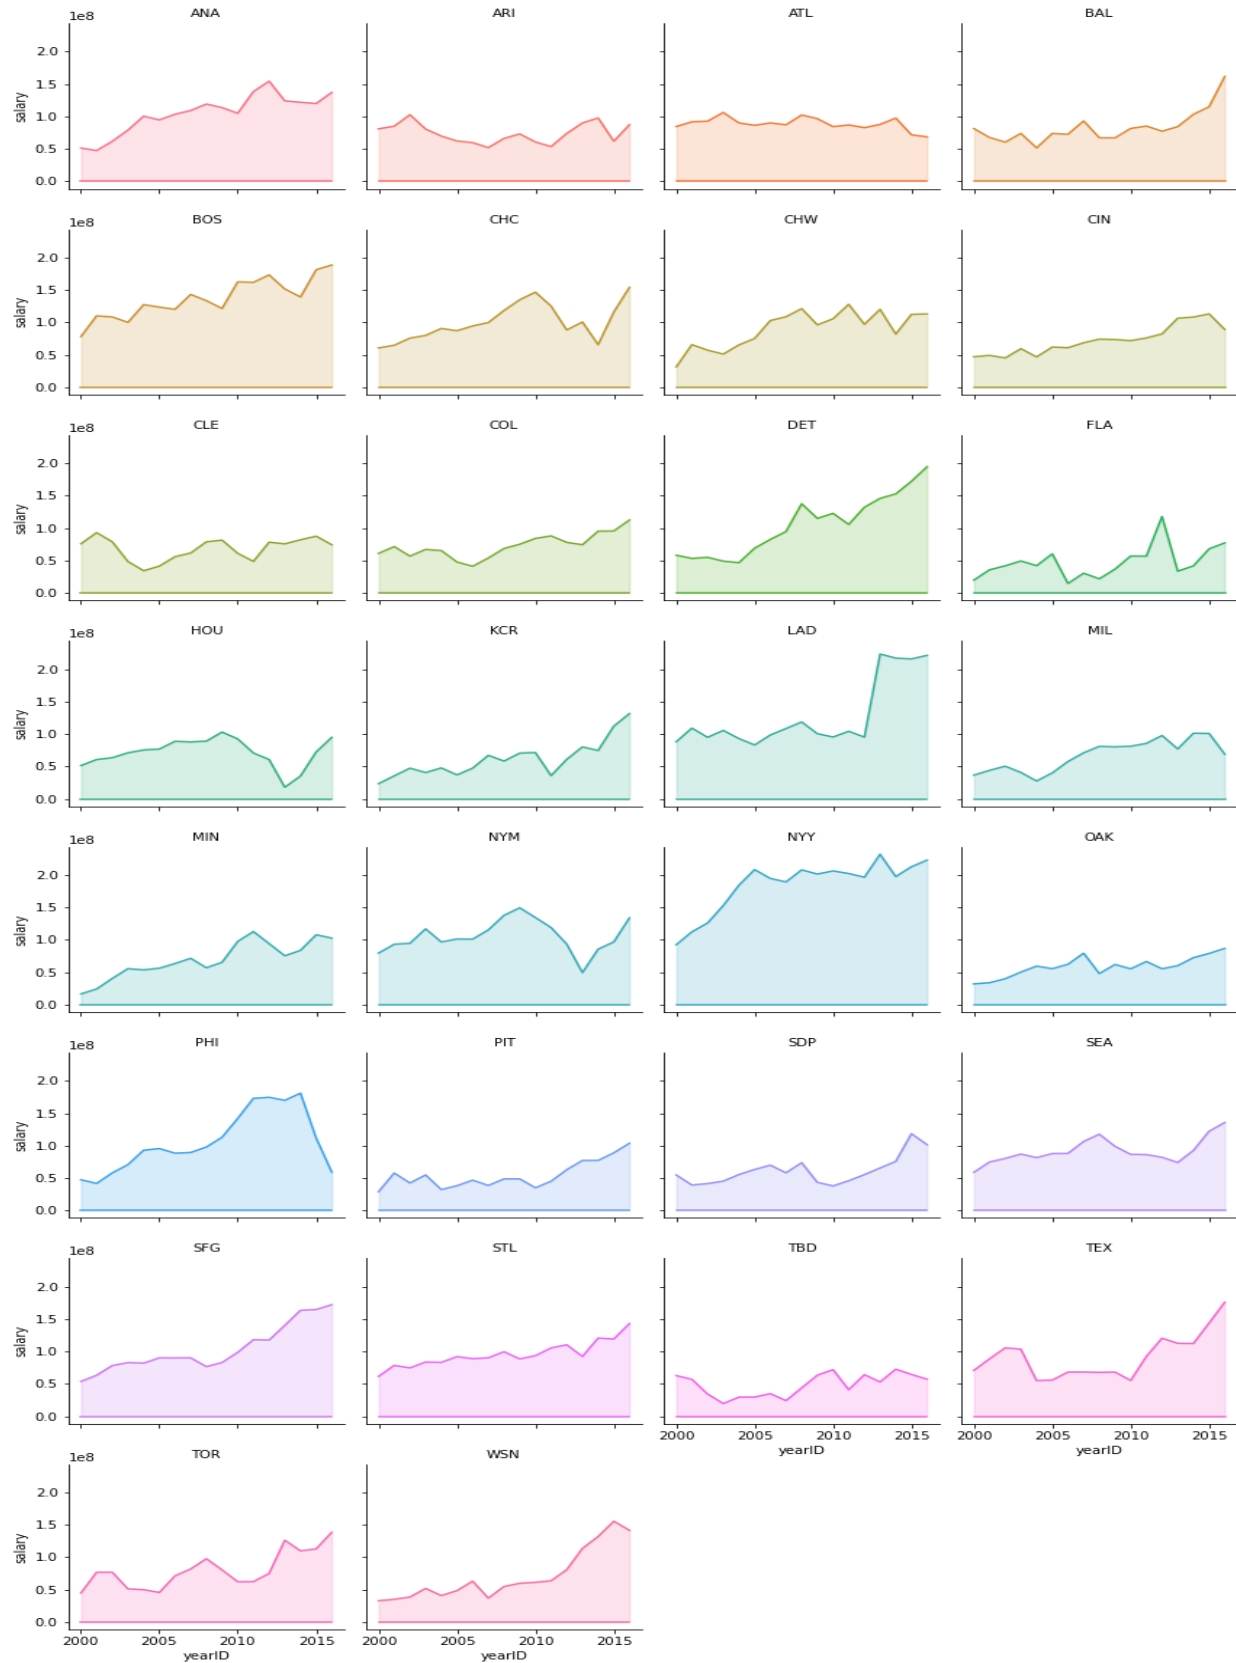 1e8
ANA ARI ATL BAL
2.0
1.5
1.0
0.5
0.0
salary
1e8
BOS CHC CHW CIN
2.0
1.5
1.0
0.5
0.0
salary
1e8
CLE COL DET FLA
2.0
1.5
1.0
0.5
0.0
salary
1e8
HOU KCR LAD MIL
2.0
1.5
1.0
0.5
0.0
salary
1e8
MIN NYM NYY OAK
2.0
1.5
1.0
0.5
0.0
salary
1e8
PHI PIT SDP SEA
2.0
1.5
1.0
0.5
0.0
salary
1e8
SFG STL TBD TEX
2.0
1.5
1.0
0.5
0.0
salary
2000 2005 2010 2015 2000 2005 2010 2015
yearID yearID
1e8
TOR WSN
2.0
1.5
1.0
0.5
0.0
salary
2000 2005 2010 2015 2000 2005 2010 2015
yearID yearID